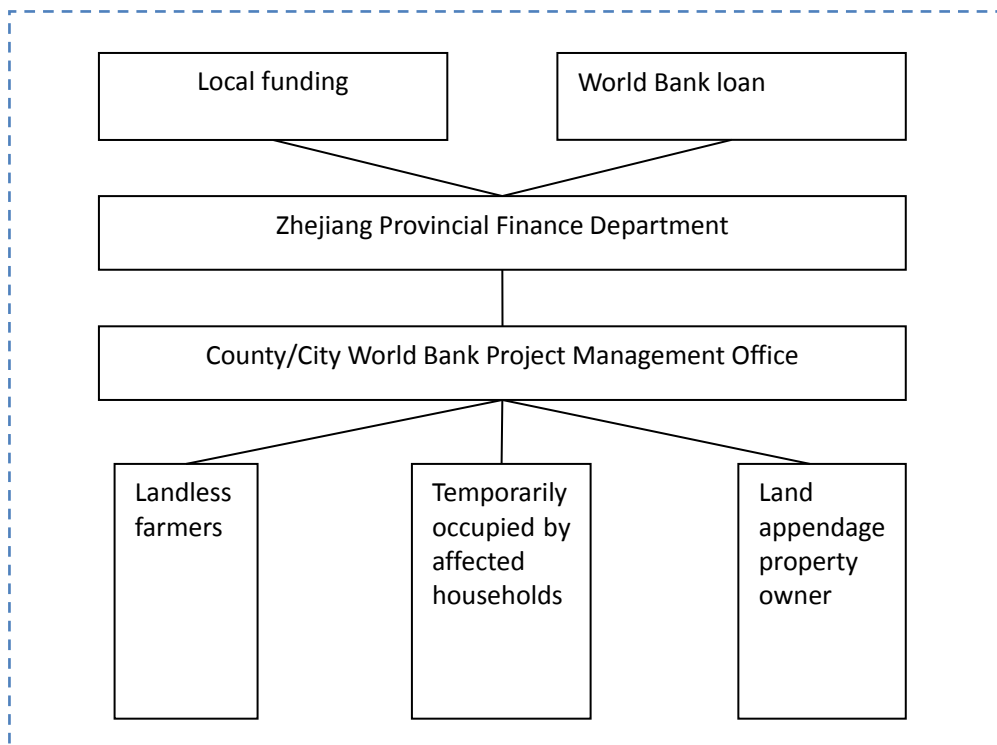 Local funding
World Bank loan
Zhejiang Provincial Finance Department
County/City World Bank Project Management Office
Landless
farmers
Temporarily
occupied by
affected
households
Land
appendage
property
owner